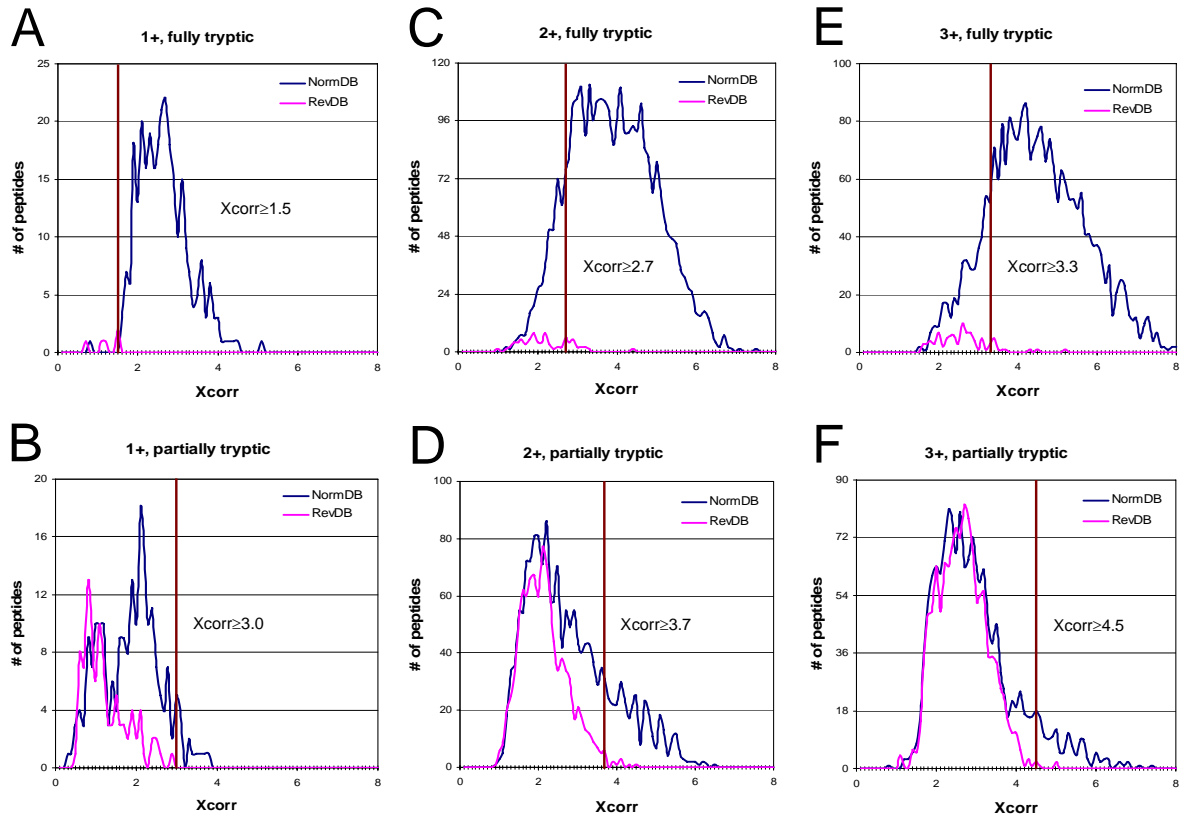 A
1+, fully tryptic
25
20
15
10
5
0
# of peptides
NormDB
RevDB
Xcorr≥1.5
0 2 4 6 8
Xcorr
C
2+, fully tryptic
120
96
72
48
24
0
# of peptides
NormDB
RevDB
Xcorr≥2.7
0 2 4 6 8
Xcorr
E
3+, fully tryptic
100
80
60
40
20
0
# of peptides
NormDB
RevDB
Xcorr≥3.3
0 2 4 6 8
Xcorr
B
1+, partially tryptic
20
16
12
8
4
0
# of peptides
NormDB
RevDB
Xcorr≥3.0
0 2 4 6 8
Xcorr
D
2+, partially tryptic
100
80
60
40
20
0
# of peptides
NormDB
RevDB
Xcorr≥3.7
0 2 4 6 8
Xcorr
F
3+, partially tryptic
90
72
54
36
18
0
# of peptides
NormDB
RevDB
Xcorr≥4.5
0 2 4 6 8
Xcorr